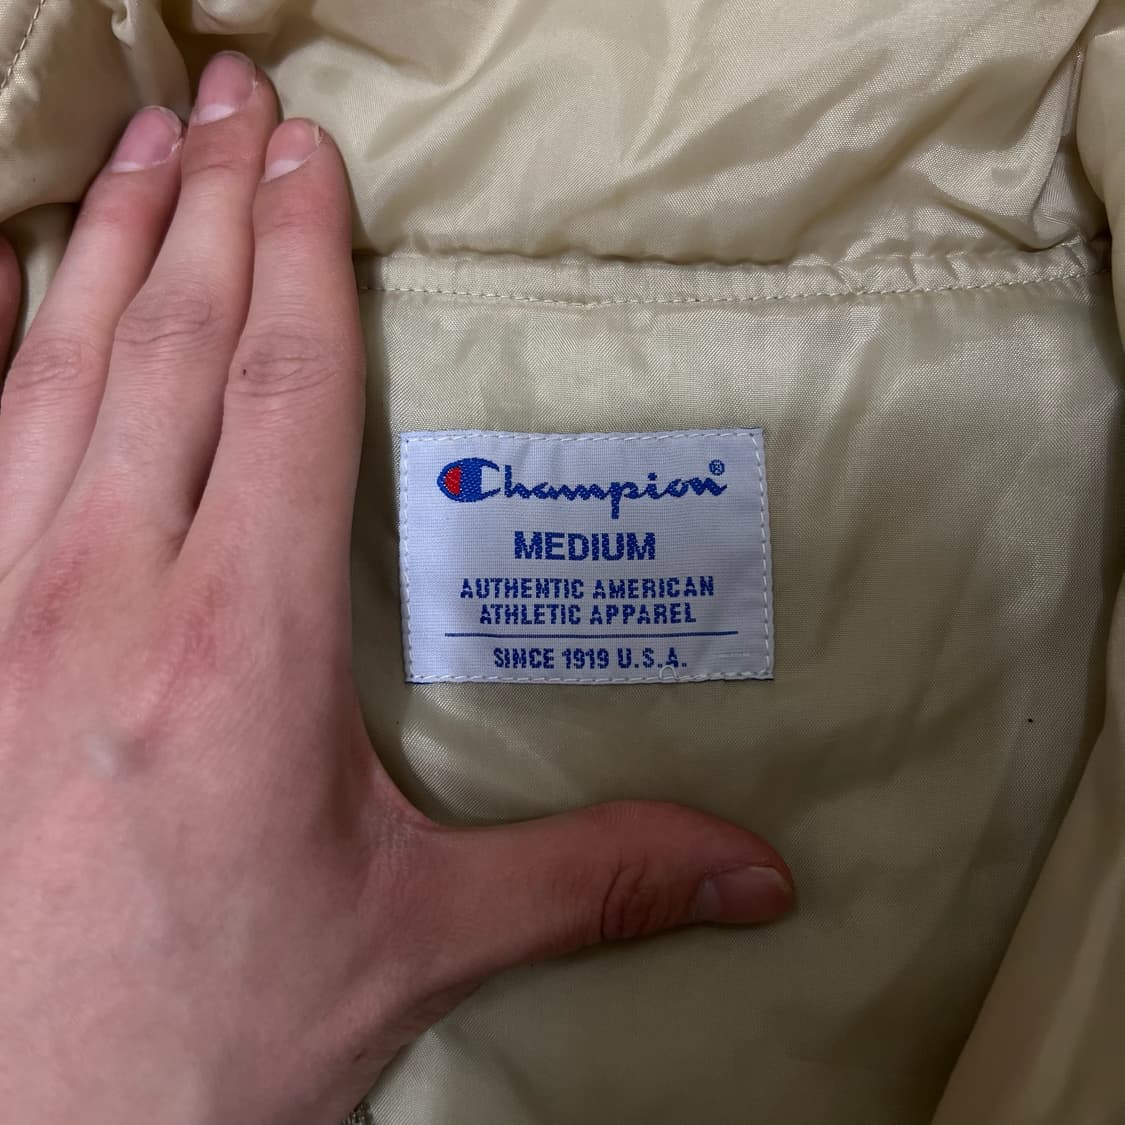 Champion®
MEDIUM
AUTHENTIC AMERICAN
ATHLETIC APPAREL
SINCE 1919 U.S.A.